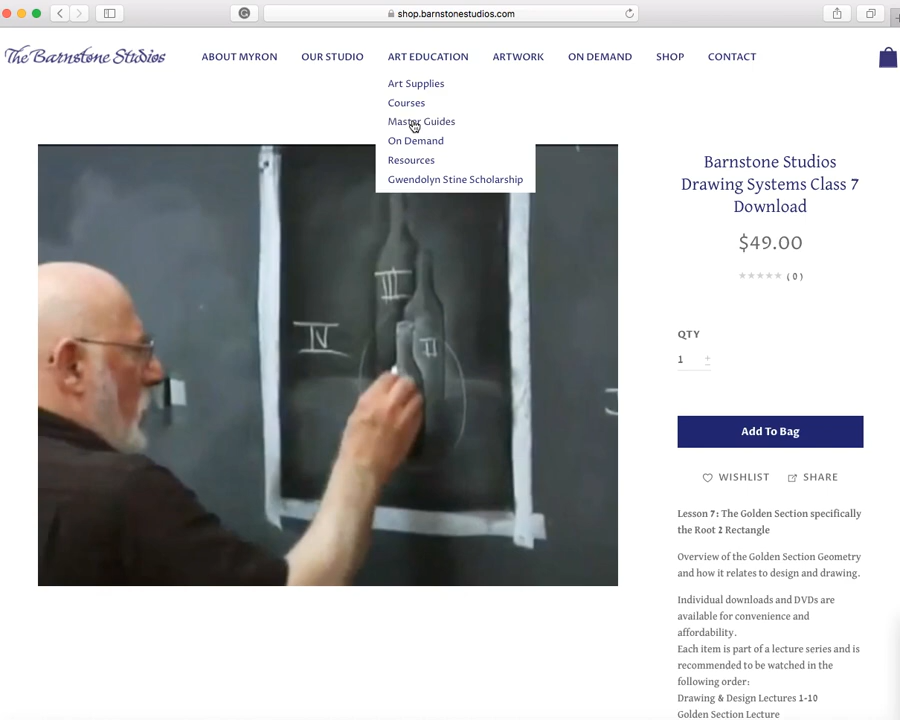 shop.barnstonestudios.com
The Barnstone Studios
ABOUT MYRON
OUR STUDIO
ART EDUCATION
ARTWORK
ON DEMAND
SHOP
CONTACT
Art Supplies
Courses
Master Guides
On Demand
Resources
Gwendolyn Stine Scholarship
III
IV
II
Barnstone Studios
Drawing Systems Class 7
Download
$49.00
( 0 )
QTY
1 +
Add To Bag
WISHLIST
SHARE
Lesson 7: The Golden Section specifically
the Root 2 Rectangle
Overview of the Golden Section Geometry
and how it relates to design and drawing.
Individual downloads and DVDs are
available for convenience and
affordability.
Each item is part of a lecture series and is
recommended to be watched in the
following order:
Drawing & Design Lectures 1-10
Golden Section Lecture